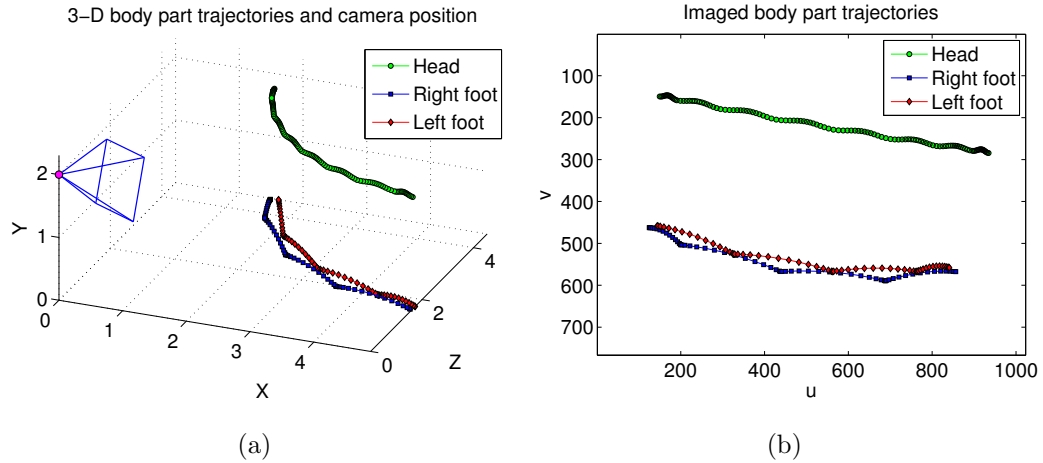 3−D body part trajectories and camera position
Head
Right foot
Left foot
2
1
0
Y
0
1
2
3
4
X
0
2
4
Z
(a)
Imaged body part trajectories
Head
Right foot
Left foot
100
200
300
400
500
600
700
v
200
400
600
800
1000
u
(b)